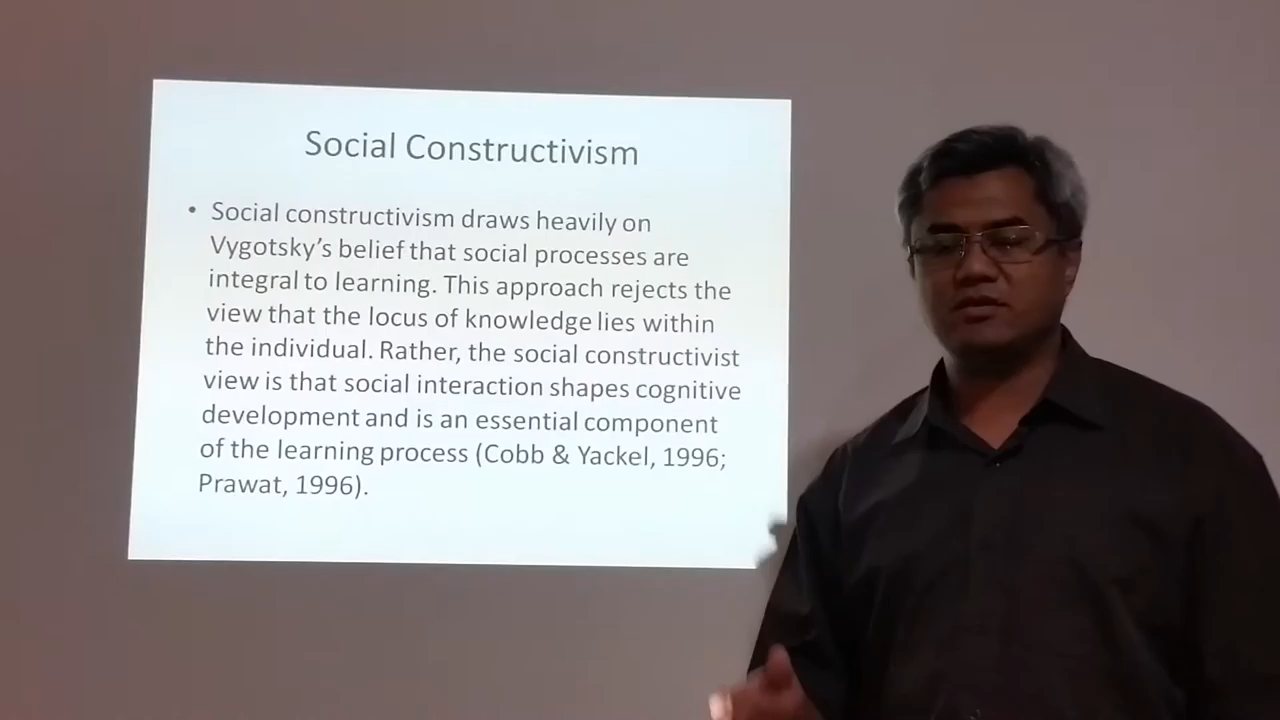 Social Constructivism
• Social constructivism draws heavily on
Vygotsky’s belief that social processes are
integral to learning. This approach rejects the
view that the locus of knowledge lies within
the individual. Rather, the social constructivist
view is that social interaction shapes cognitive
development and is an essential component
of the learning process (Cobb & Yackel, 1996;
Prawat, 1996).